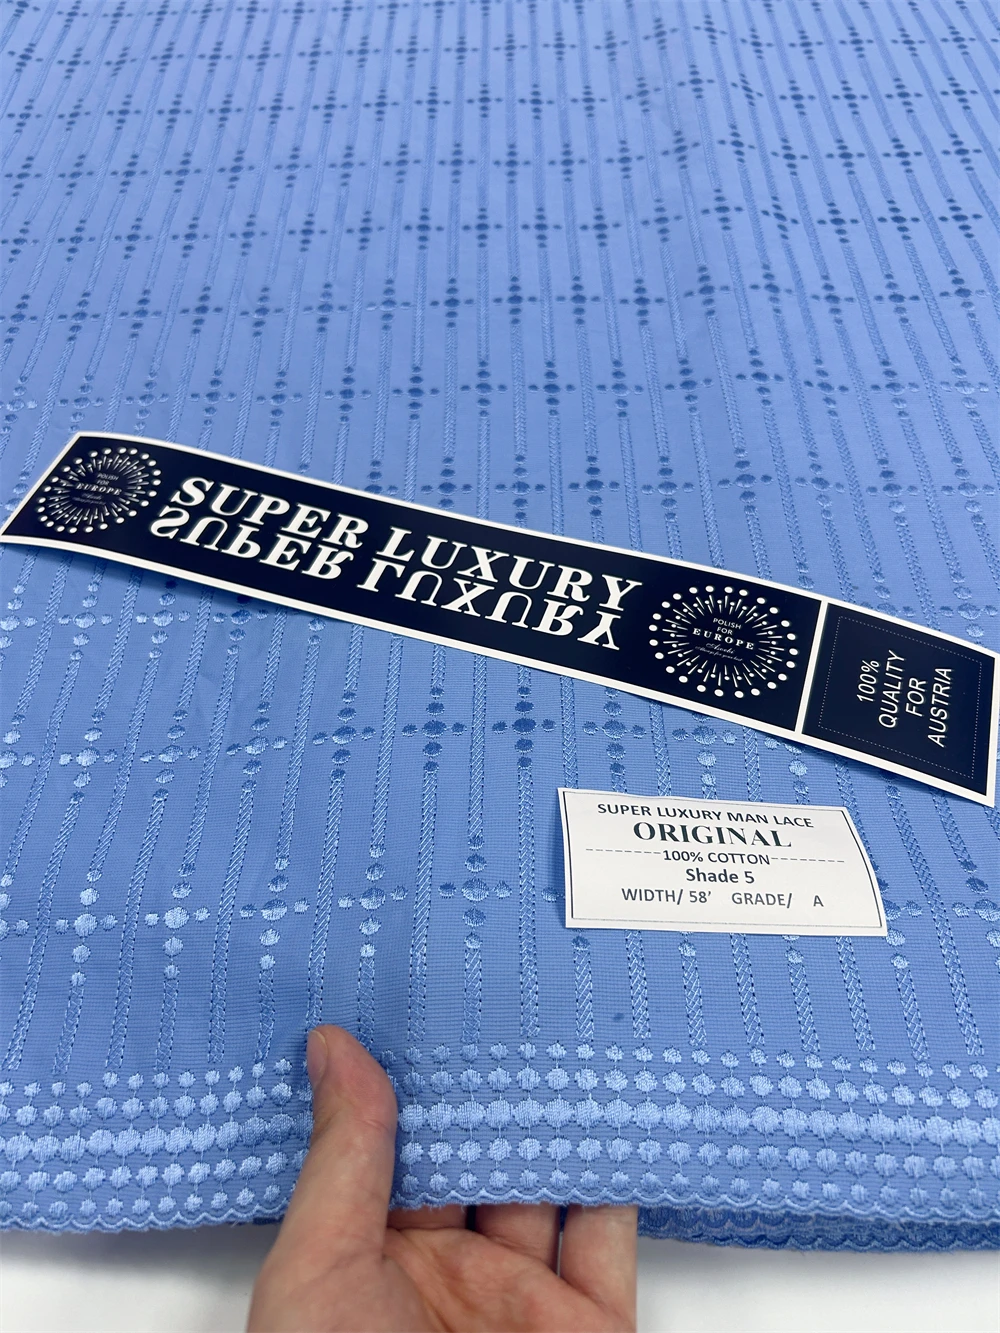 POLISH
FOR
EUROPE
SUPER LUXURY
SUPER LUXURY
POLISH
FOR
EUROPE
Asoebi
100%
QUALITY
FOR
AUSTRIA
SUPER LUXURY MAN LACE
ORIGINAL
---------100% COTTON---------
Shade 5
WIDTH/ 58’ GRADE/ A